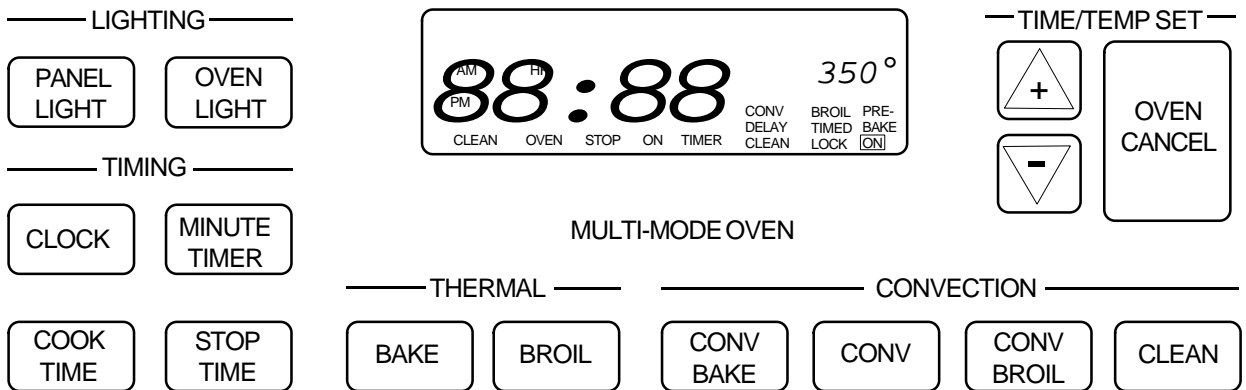 LIGHTING
PANEL
LIGHT
OVEN
LIGHT
TIMING
CLOCK
MINUTE
TIMER
COOK
TIME
STOP
TIME
AM
HR
PM
88:88
350°
CLEAN OVEN STOP ON TIMER
CONV BROIL PRE-
DELAY TIMED BAKE
CLEAN LOCK ON
MULTI-MODE OVEN
TIME/TEMP SET
+
-
OVEN
CANCEL
THERMAL
BAKE
BROIL
CONVECTION
CONV
BAKE
CONV
CONV
BROIL
CLEAN